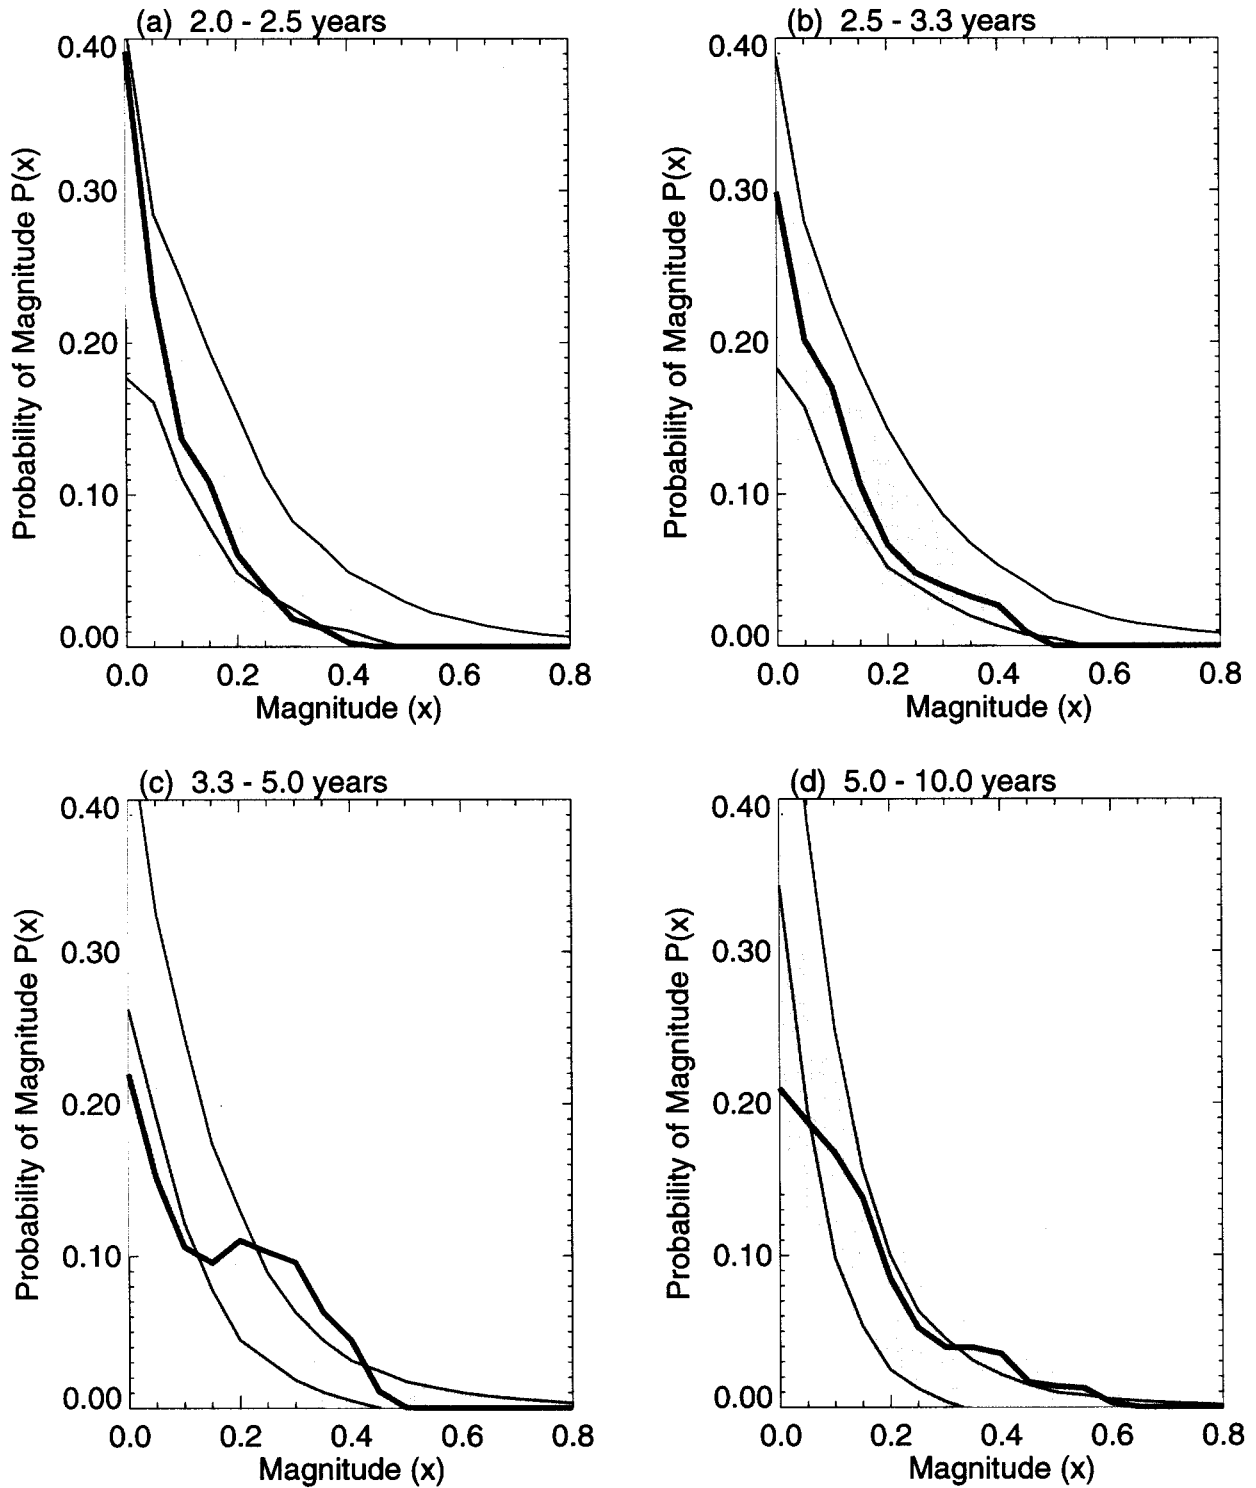 (a) 2.0 - 2.5 years
0.40
0.30
0.20
0.10
0.00
Probability of Magnitude P(x)
0.0 0.2 0.4 0.6 0.8
Magnitude (x)
(b) 2.5 - 3.3 years
0.40
0.30
0.20
0.10
0.00
Probability of Magnitude P(x)
0.0 0.2 0.4 0.6 0.8
Magnitude (x)
(c) 3.3 - 5.0 years
0.40
0.30
0.20
0.10
0.00
Probability of Magnitude P(x)
0.0 0.2 0.4 0.6 0.8
Magnitude (x)
(d) 5.0 - 10.0 years
0.40
0.30
0.20
0.10
0.00
Probability of Magnitude P(x)
0.0 0.2 0.4 0.6 0.8
Magnitude (x)